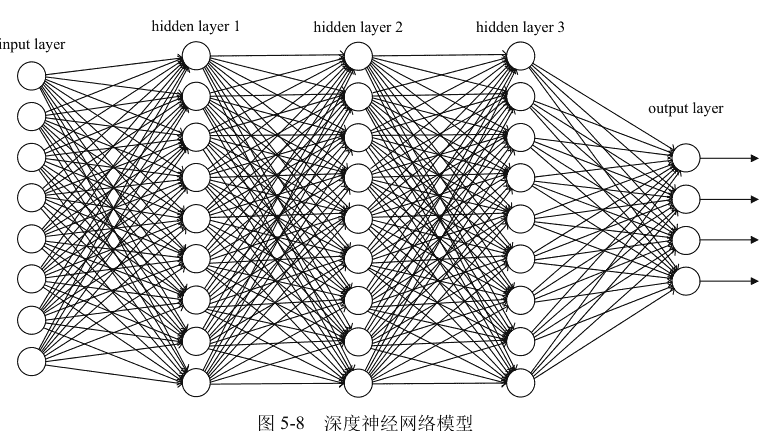 hidden layer 1
hidden layer 2
hidden layer 3
input layer
output layer
图 5-8 深度神经网络模型